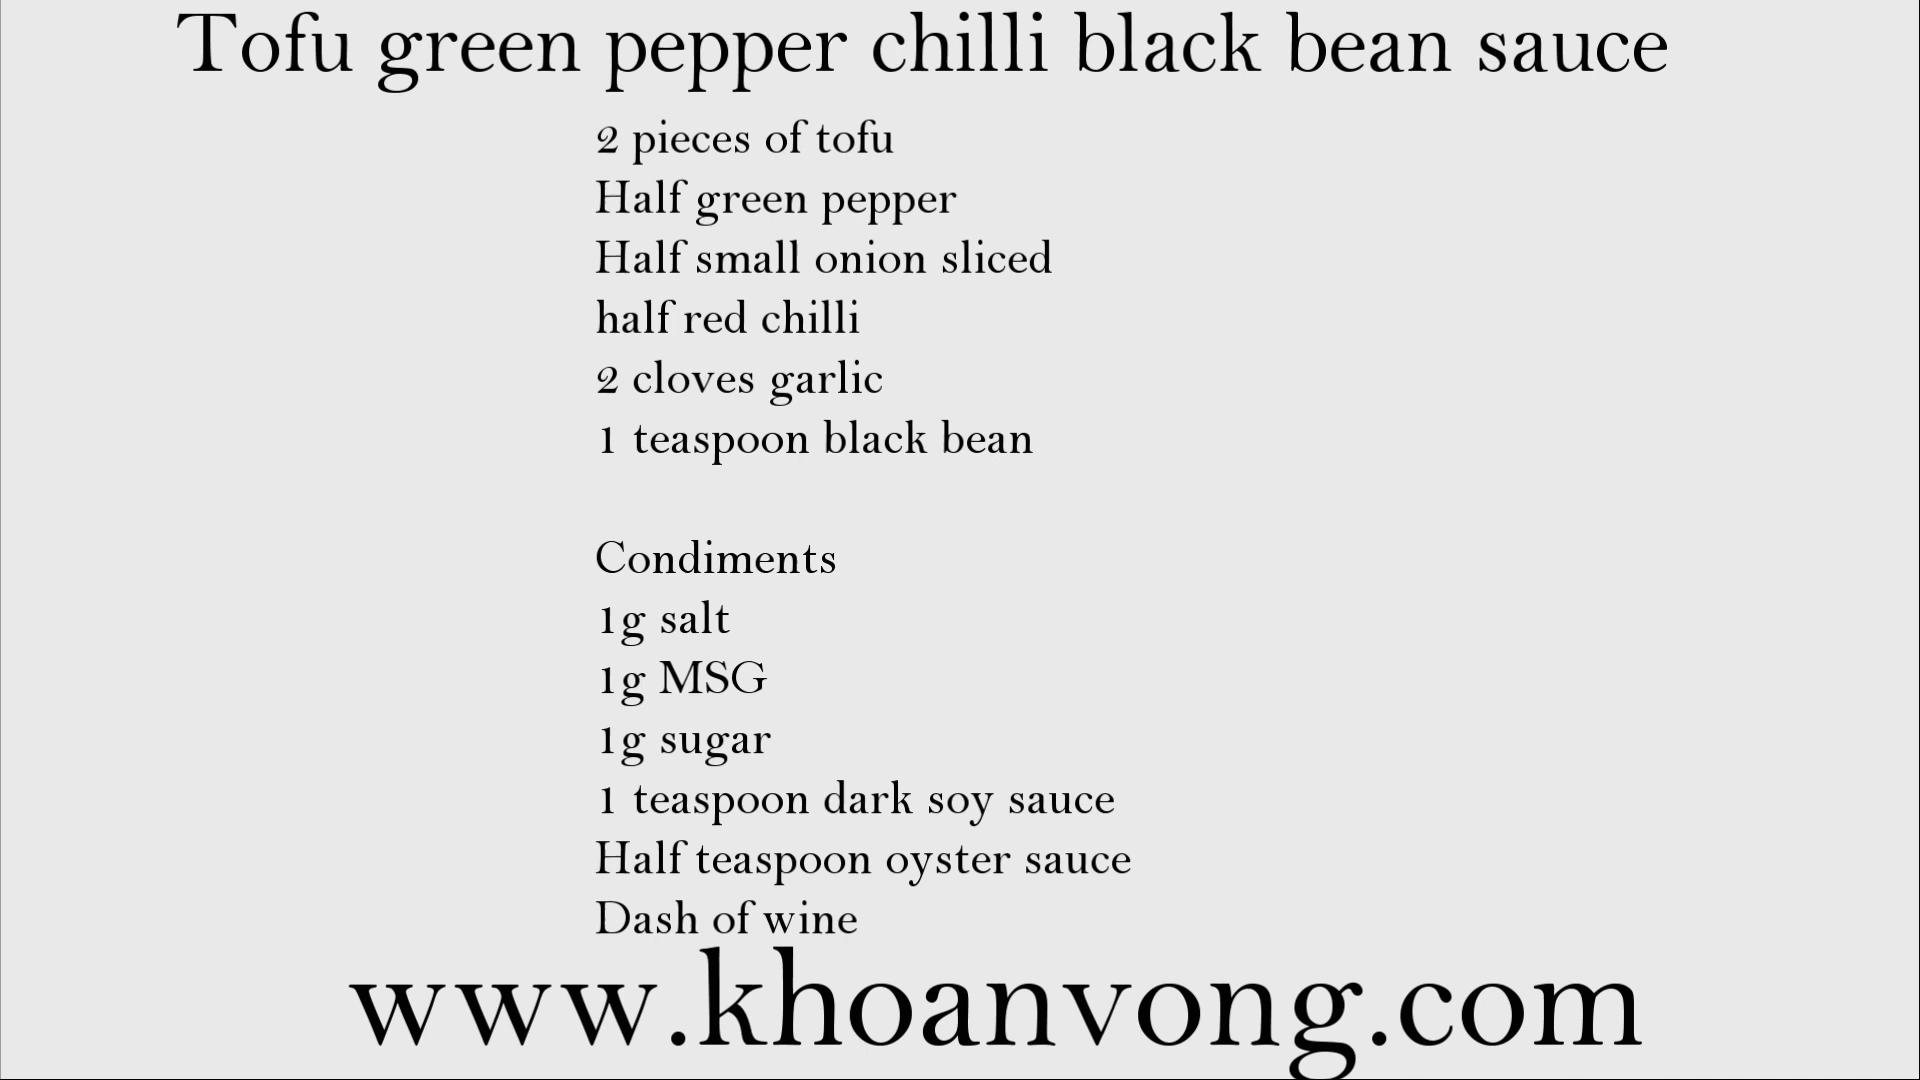 Tofu green pepper chilli black bean sauce
2 pieces of tofu
Half green pepper
Half small onion sliced
half red chilli
2 cloves garlic
1 teaspoon black bean
Condiments
1g salt
1g MSG
1g sugar
1 teaspoon dark soy sauce
Half teaspoon oyster sauce
Dash of wine
www.khoanvong.com